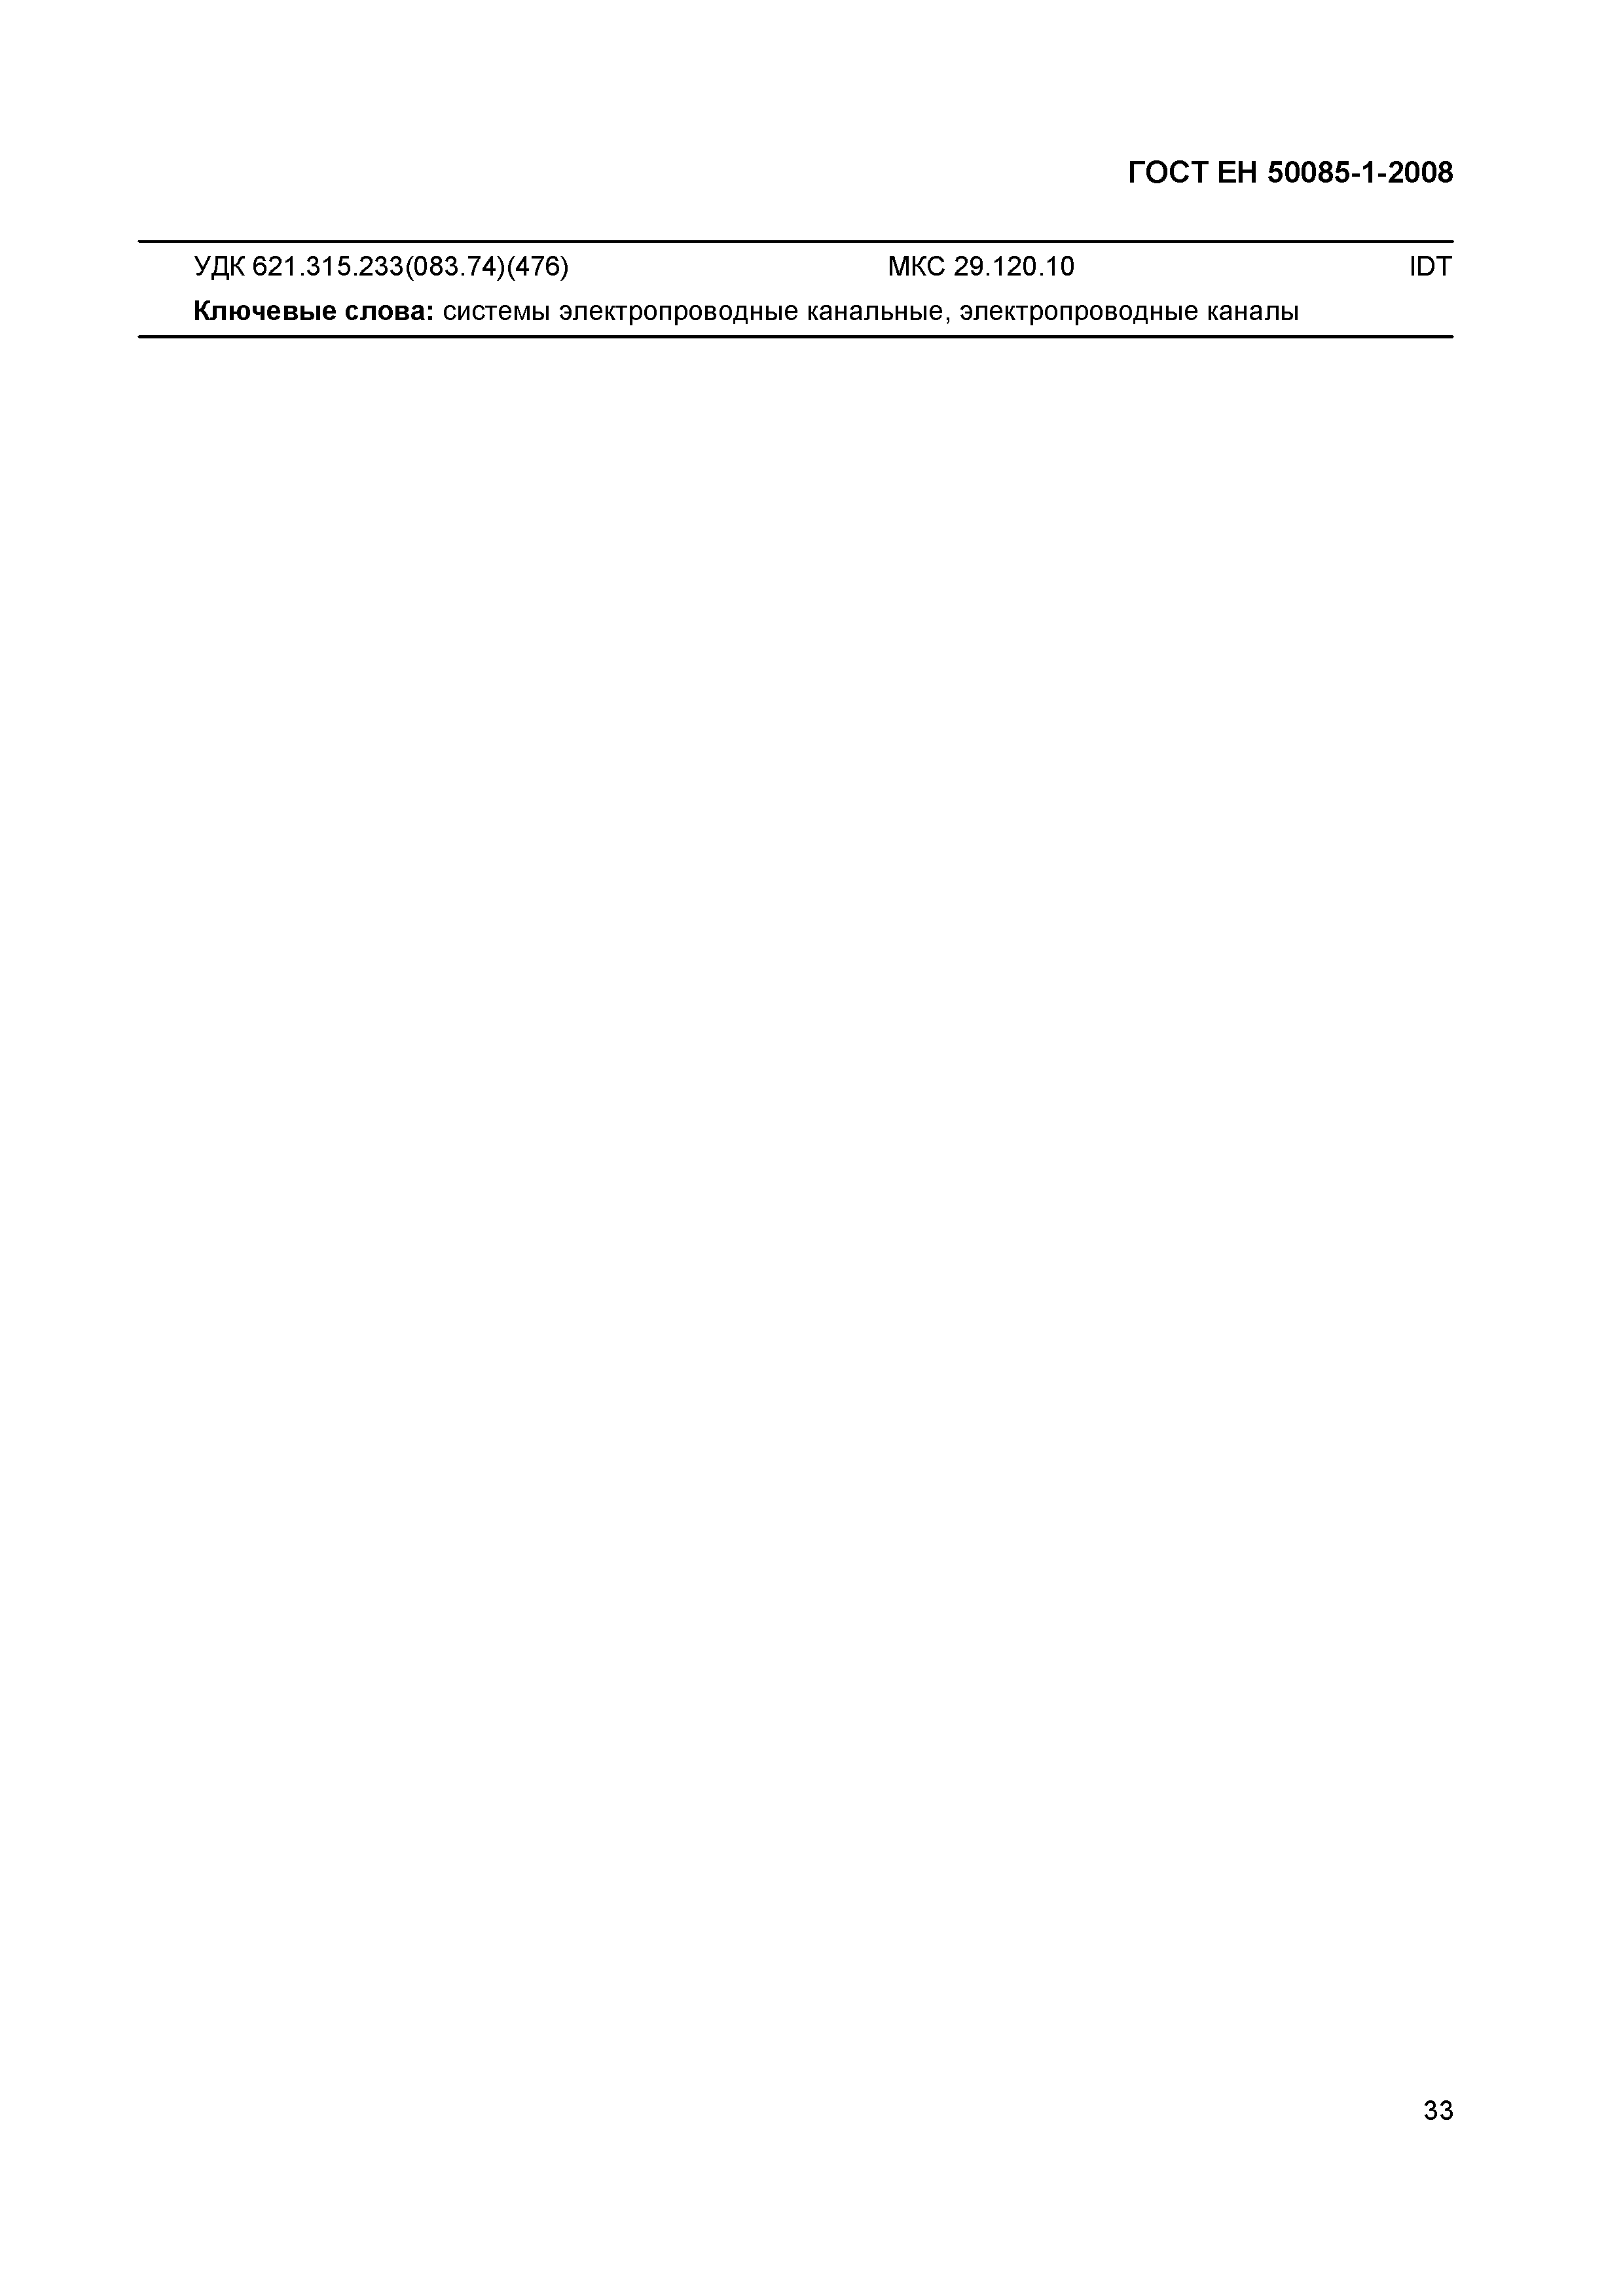 ГОСТ ЕН 50085-1-2008
УДК 621.315.233(083.74)(476) МКС 29.120.10 IDT
Ключевые слова: системы электропроводные канальные, электропроводные каналы
33